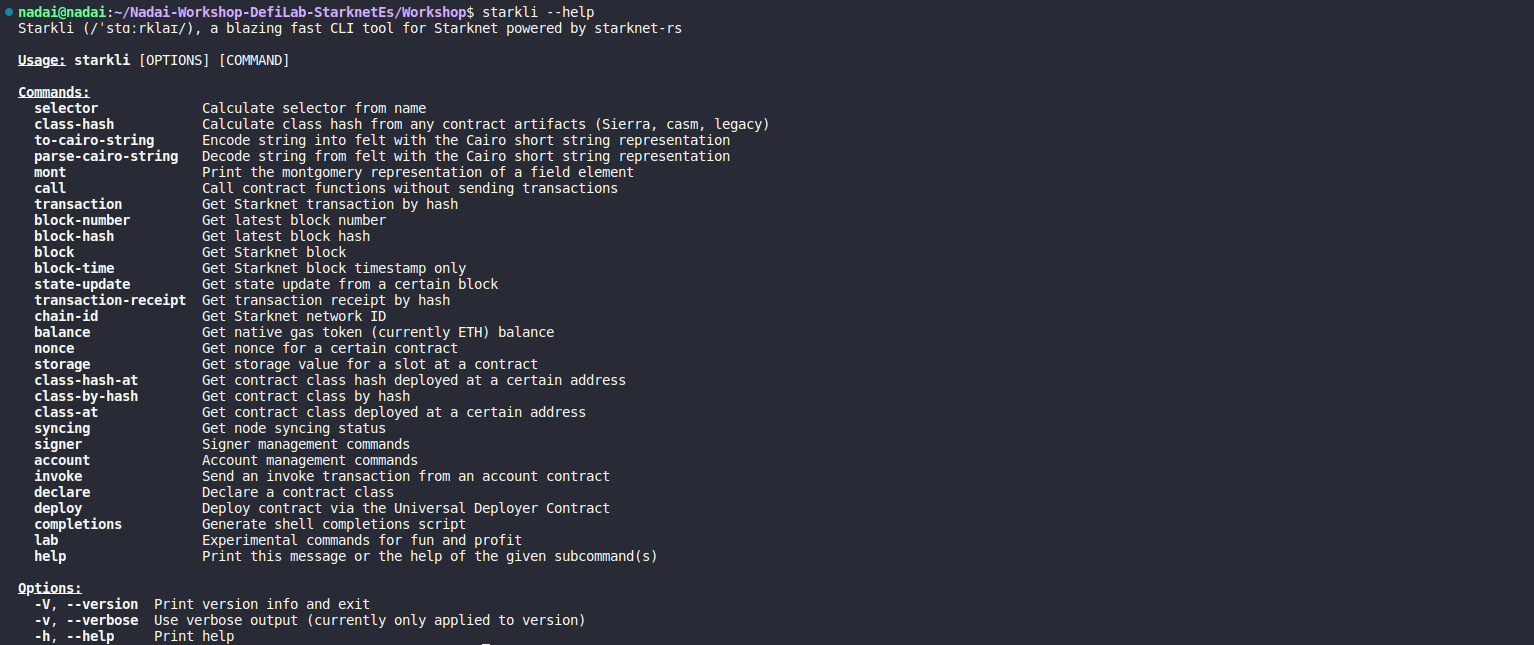 nadai@nadai:~/Nadai-Workshop-DefiLab-StarknetEs/Workshop$ starkli --help
Starkli (/ˈstɑːrklaɪ/), a blazing fast CLI tool for Starknet powered by starknet-rs
Usage: starkli [OPTIONS] [COMMAND]
Commands:
selector Calculate selector from name
class-hash Calculate class hash from any contract artifacts (Sierra, casm, legacy)
to-cairo-string Encode string into felt with the Cairo short string representation
parse-cairo-string Decode string from felt with the Cairo short string representation
mont Print the montgomery representation of a field element
call Call contract functions without sending transactions
transaction Get Starknet transaction by hash
block-number Get latest block number
block-hash Get latest block hash
block Get Starknet block
block-time Get Starknet block timestamp only
state-update Get state update from a certain block
transaction-receipt Get transaction receipt by hash
chain-id Get Starknet network ID
balance Get native gas token (currently ETH) balance
nonce Get nonce for a certain contract
storage Get storage value for a slot at a contract
class-hash-at Get contract class hash deployed at a certain address
class-by-hash Get contract class by hash
class-at Get contract class deployed at a certain address
syncing Get node syncing status
signer Signer management commands
account Account management commands
invoke Send an invoke transaction from an account contract
declare Declare a contract class
deploy Deploy contract via the Universal Deployer Contract
completions Generate shell completions script
lab Experimental commands for fun and profit
help Print this message or the help of the given subcommand(s)
Options:
-V, --version Print version info and exit
-v, --verbose Use verbose output (currently only applied to version)
-h, --help Print help